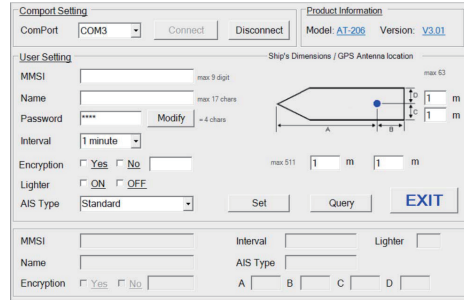 Comport Setting
Product Information
ComPort COM3 Connect Disconnect
Model: AT-206 Version: V3.01
User Setting
Ship's Dimensions / GPS Antenna location
MMSI max 9 digit
max 63
Name max 17 chars
D 1 m
Password **** Modify = 4 chars
C 1 m
A B
Interval 1 minute
Encryption Yes No
max 511 1 m 1 m
Lighter ON OFF
AIS Type Standard
Set Query EXIT
MMSI Interval Lighter
Name AIS Type
Encryption Yes No A B C D